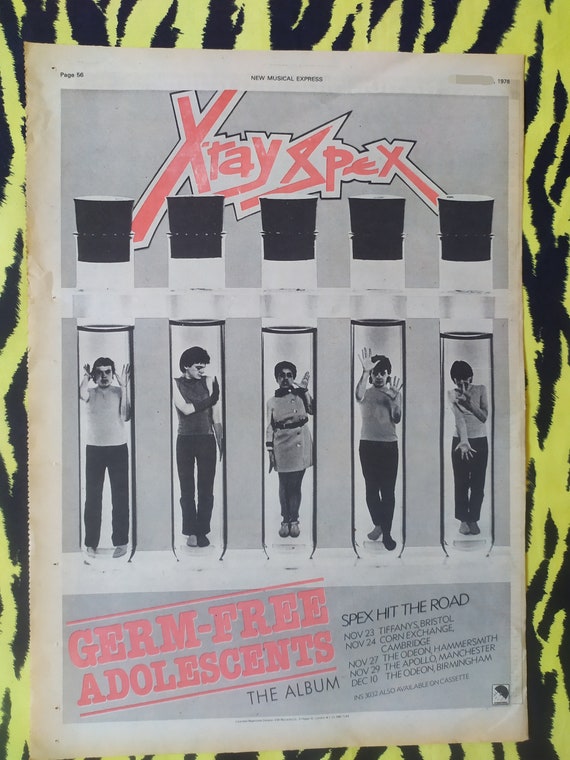 Page 56
NEW MUSICAL EXPRESS
, 1978
X-ray Spex
GERM-FREE
ADOLESCENTS
THE ALBUM
SPEX HIT THE ROAD
NOV 23 TIFFANYS, BRISTOL
NOV 24 CORN EXCHANGE,
CAMBRIDGE
NOV 27 THE ODEON, HAMMERSMITH
NOV 29 THE APOLLO, MANCHESTER
DEC 10 THE ODEON, BIRMINGHAM
INS 3032 ALSO AVAILABLE ON CASSETTE